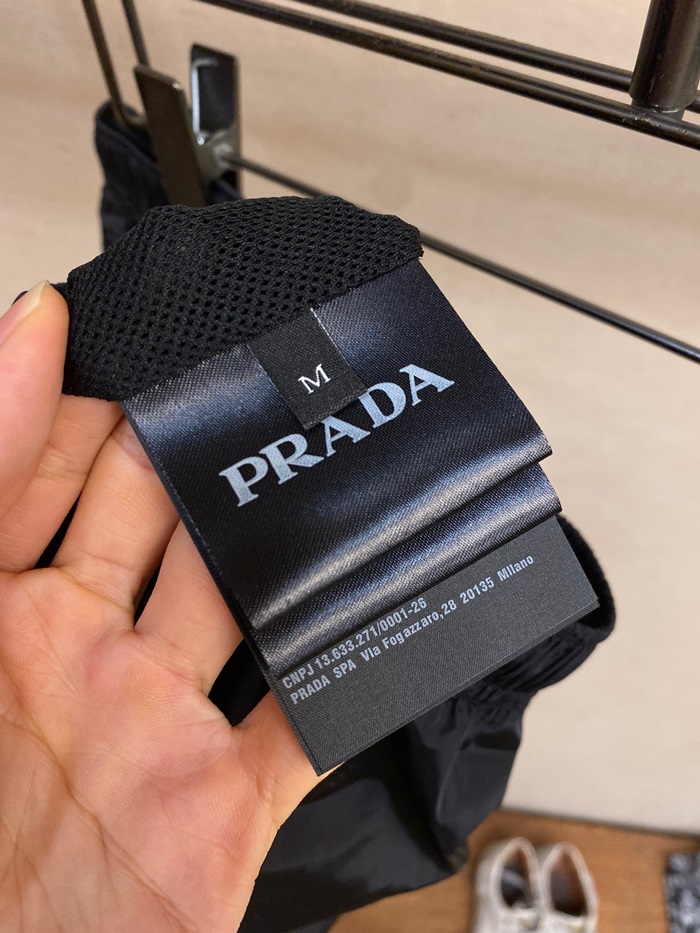 M
PRADA
CNPJ 13.633.271/0001-26
PRADA SPA Via Fogazzaro,28 20135 Milano